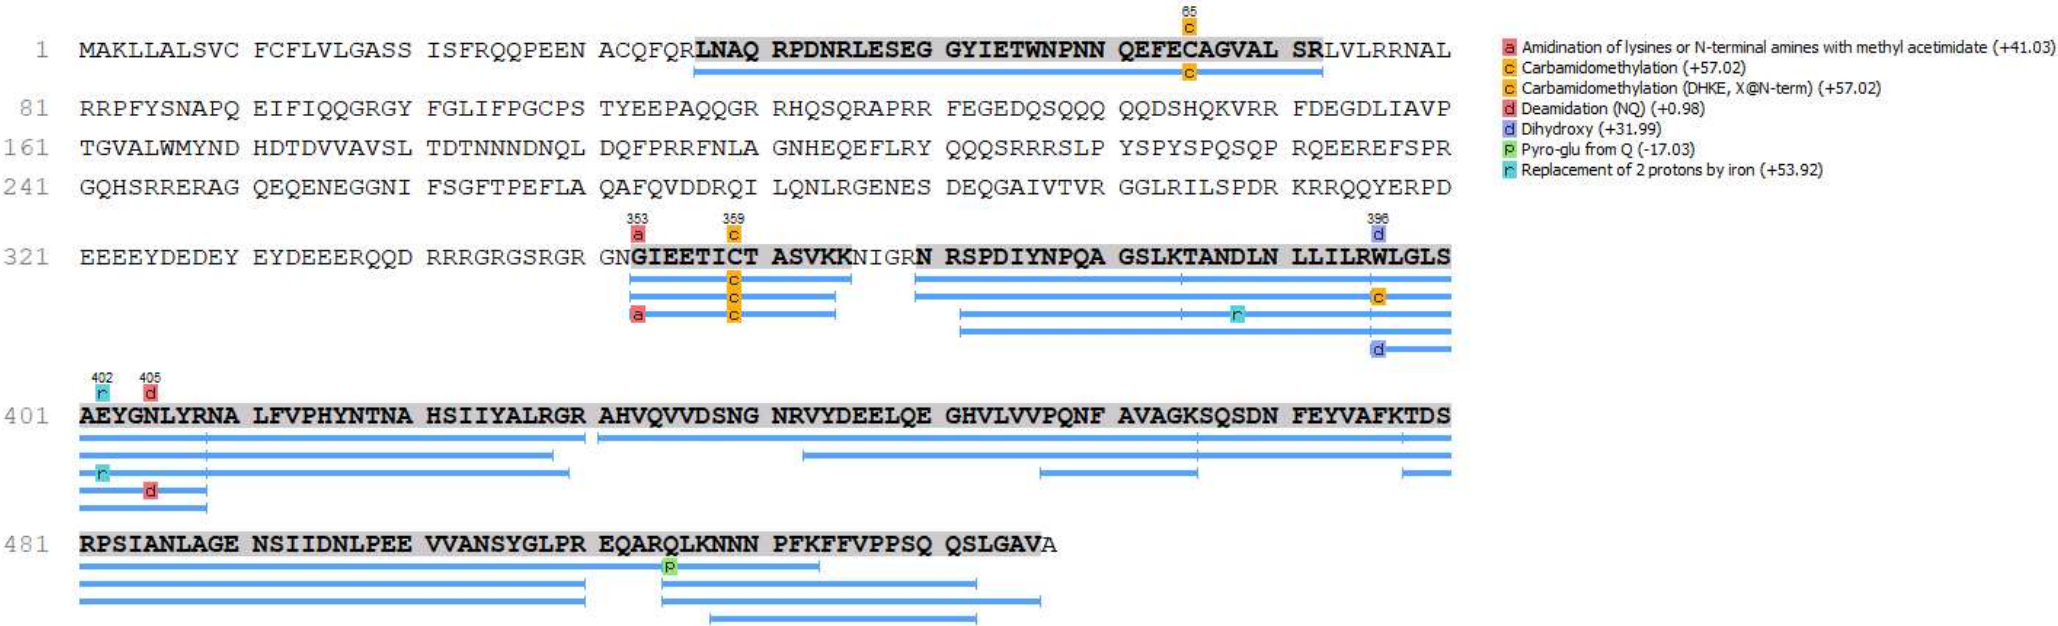 65
c
1 MAKLLALSVC FCFLVLGASS ISFRQQPEEN ACQFQRLNAQ RPDNRLESEG GYIETWNPNN QEFECAGVAL SRLVLRRNAL
c
81 RRPFYSNAPQ EIFIQQGRGY FGLIFPGCPS TYEEPAQQGR RHQSQRAPRR FEGEDQSQQQ QQDSHQKVRR FDEGDLIAVP
161 TGVALWMYND HDTDVVAVSL TDTNNNDNQL DQFPRRFNLA GNHEQEFLRY QQQSRRRSLP YSPYSPQSQP RQEEREFSPR
241 GQHSRRERAG QEQENEGGNI FSGFTPEFLA QAFQVDDRQI LQNLRGENES DEQGAIVTVR GGLRILSPDR KRRQQYERPD
353 359 396
a c d
321 EEEEYDEDEY EYDEEERQQD RRRGRGSRGR GNGIEETICT ASVKKNIGRN RSPDIYNPQA GSLKTANDLN LLILRWLGLS
c
c c
a c r
d
402 405
r d
401 AEYGNLYRNA LFVPHYNTNA HSIIYALRGR AHVQVVDSNG NRVYDEELQE GHVLVVPQNF AVAGKSQSDN FEYVAFKTDS
r
d
481 RPSIANLAGE NSIIDNLPEE VVANSYGLPR EQARQLKNNN PFKFFVPPSQ QSLGAVA
p
a Amidination of lysines or N-terminal amines with methyl acetimidate (+41.03)
c Carbamidomethylation (+57.02)
c Carbamidomethylation (DHKE, X@N-term) (+57.02)
d Deamidation (NQ) (+0.98)
d Dihydroxy (+31.99)
p Pyro-glu from Q (-17.03)
r Replacement of 2 protons by iron (+53.92)